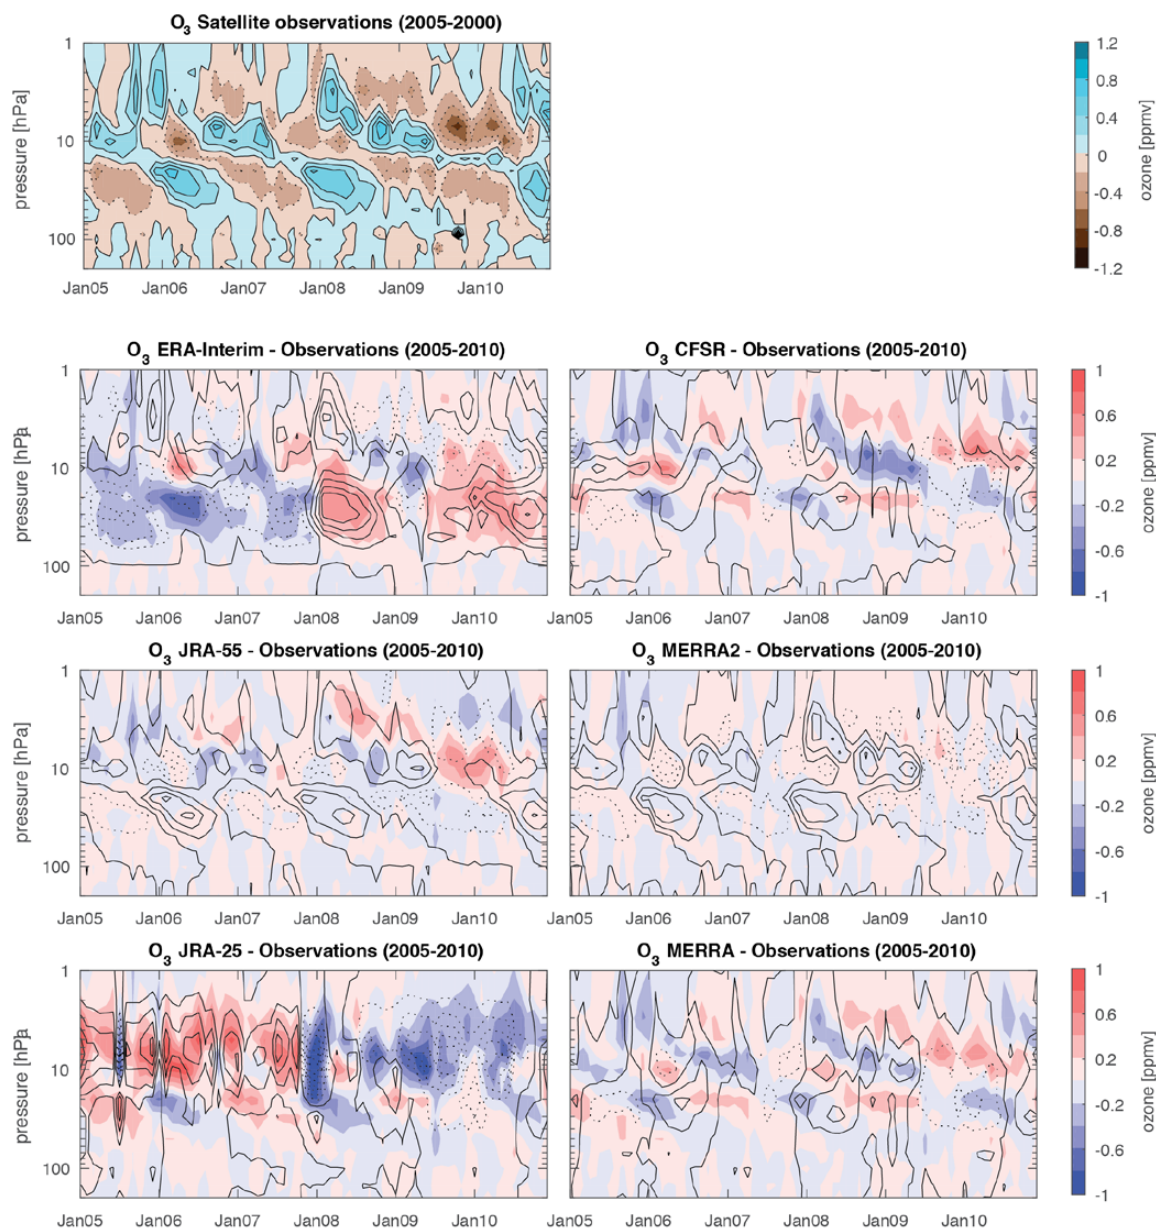 O3 Satellite observations (2005-2000)
1
10
100
pressure [hPa]
Jan05 Jan06 Jan07 Jan08 Jan09 Jan10
1.2
0.8
0.4
0
-0.4
-0.8
-1.2
ozone [ppmv]
O3 ERA-Interim - Observations (2005-2010)
O3 CFSR - Observations (2005-2010)
1
10
100
pressure [hPa]
Jan05 Jan06 Jan07 Jan08 Jan09 Jan10
Jan05 Jan06 Jan07 Jan08 Jan09 Jan10
1
0.6
0.2
-0.2
-0.6
-1
ozone [ppmv]
O3 JRA-55 - Observations (2005-2010)
O3 MERRA2 - Observations (2005-2010)
1
10
100
pressure [hPa]
Jan05 Jan06 Jan07 Jan08 Jan09 Jan10
Jan05 Jan06 Jan07 Jan08 Jan09 Jan10
1
0.6
0.2
-0.2
-0.6
-1
ozone [ppmv]
O3 JRA-25 - Observations (2005-2010)
O3 MERRA - Observations (2005-2010)
1
10
100
pressure [hPa]
Jan05 Jan06 Jan07 Jan08 Jan09 Jan10
Jan05 Jan06 Jan07 Jan08 Jan09 Jan10
1
0.6
0.2
-0.2
-0.6
-1
ozone [ppmv]